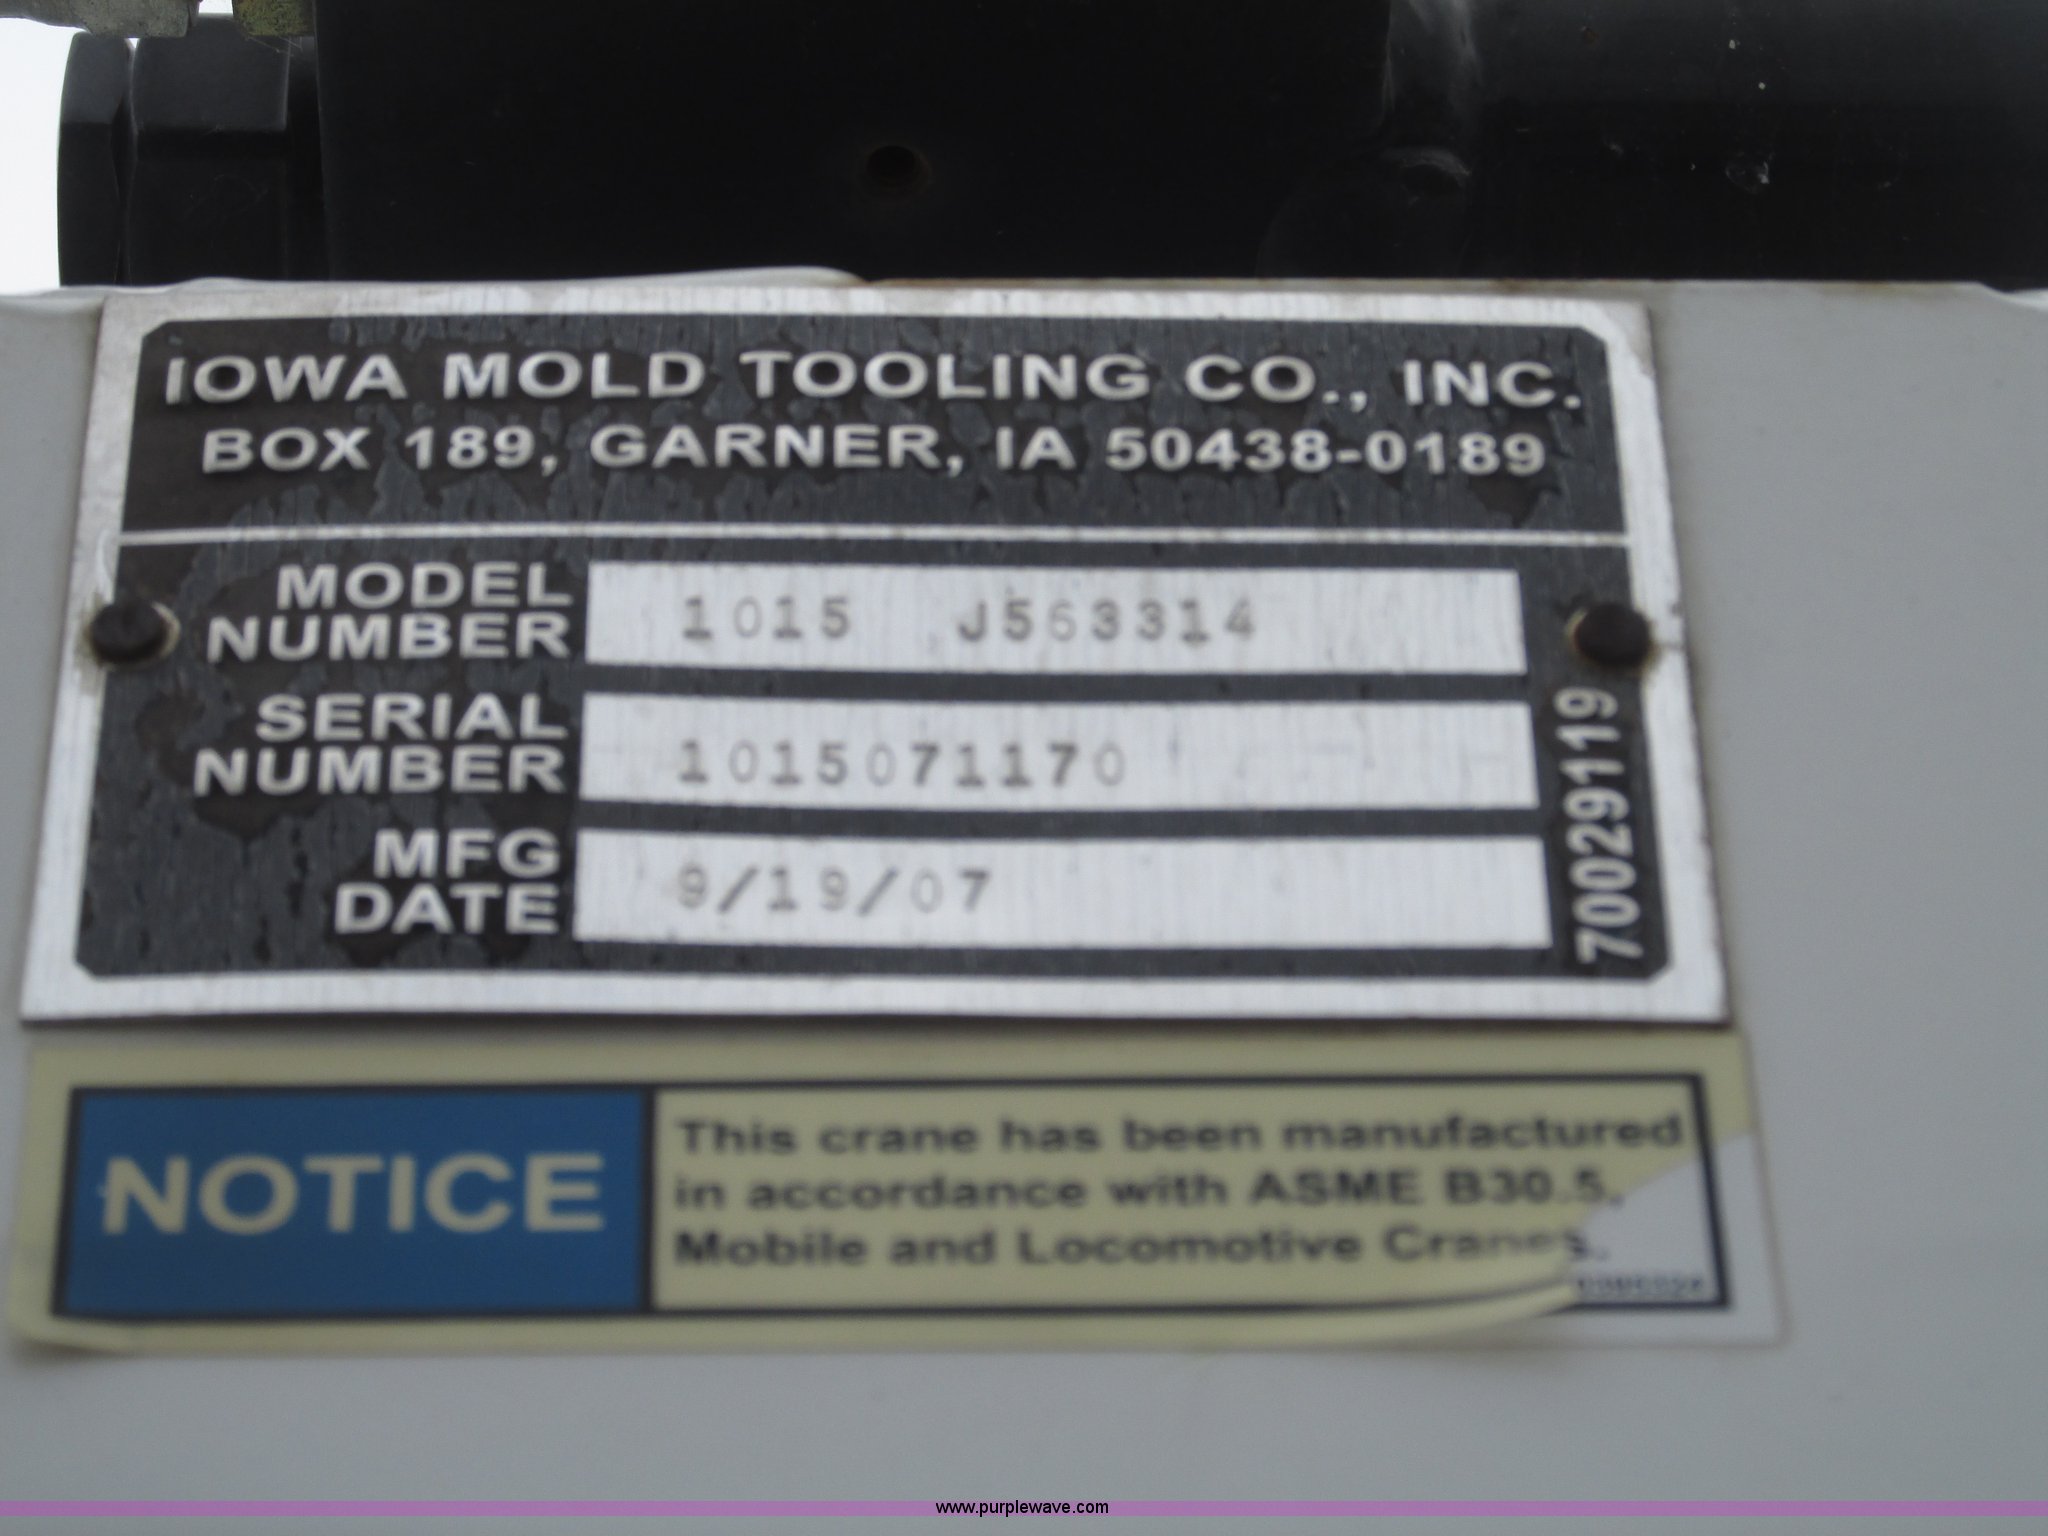 IOWA MOLD TOOLING CO., INC.
BOX 189, GARNER, IA 50438-0189
MODEL NUMBER 1015 J563314
SERIAL NUMBER 1015071170
MFG DATE 9/19/07
70029119
NOTICE
This crane has been manufactured
in accordance with ASME B30.5,
Mobile and Locomotive Cranes.
www.purplewave.com